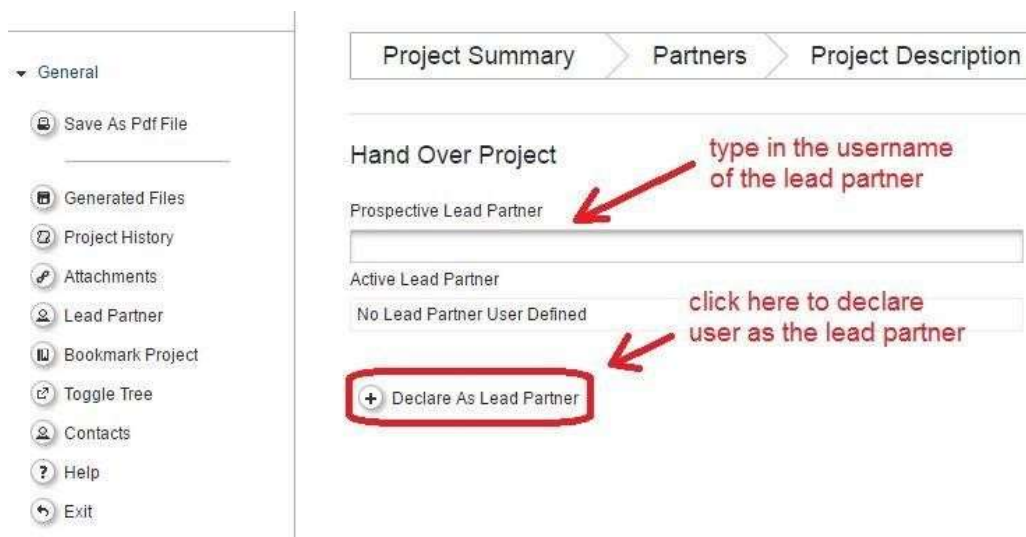 General
Save As Pdf File
Generated Files
Project History
Attachments
Lead Partner
Bookmark Project
Toggle Tree
Contacts
Help
Exit
Project Summary Partners Project Description
Hand Over Project
type in the username
of the lead partner
Prospective Lead Partner
Active Lead Partner
No Lead Partner User Defined
click here to declare
user as the lead partner
Declare As Lead Partner